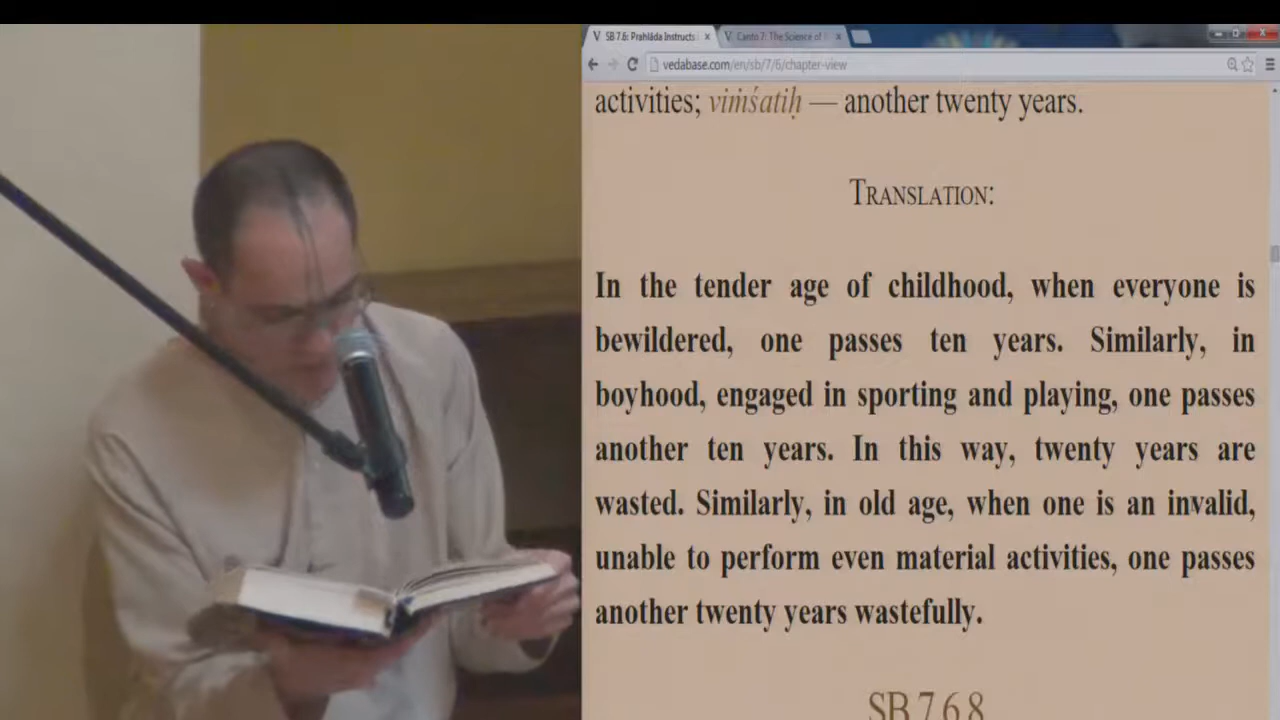 SB 7.6: Prahlāda Instructs
Canto 7: The Science of
vedabase.com/en/sb/7/6/chapter-view
activities; viṁśatiḥ — another twenty years.
TRANSLATION:
In the tender age of childhood, when everyone is
bewildered, one passes ten years. Similarly, in
boyhood, engaged in sporting and playing, one passes
another ten years. In this way, twenty years are
wasted. Similarly, in old age, when one is an invalid,
unable to perform even material activities, one passes
another twenty years wastefully.
SB 7.6.8